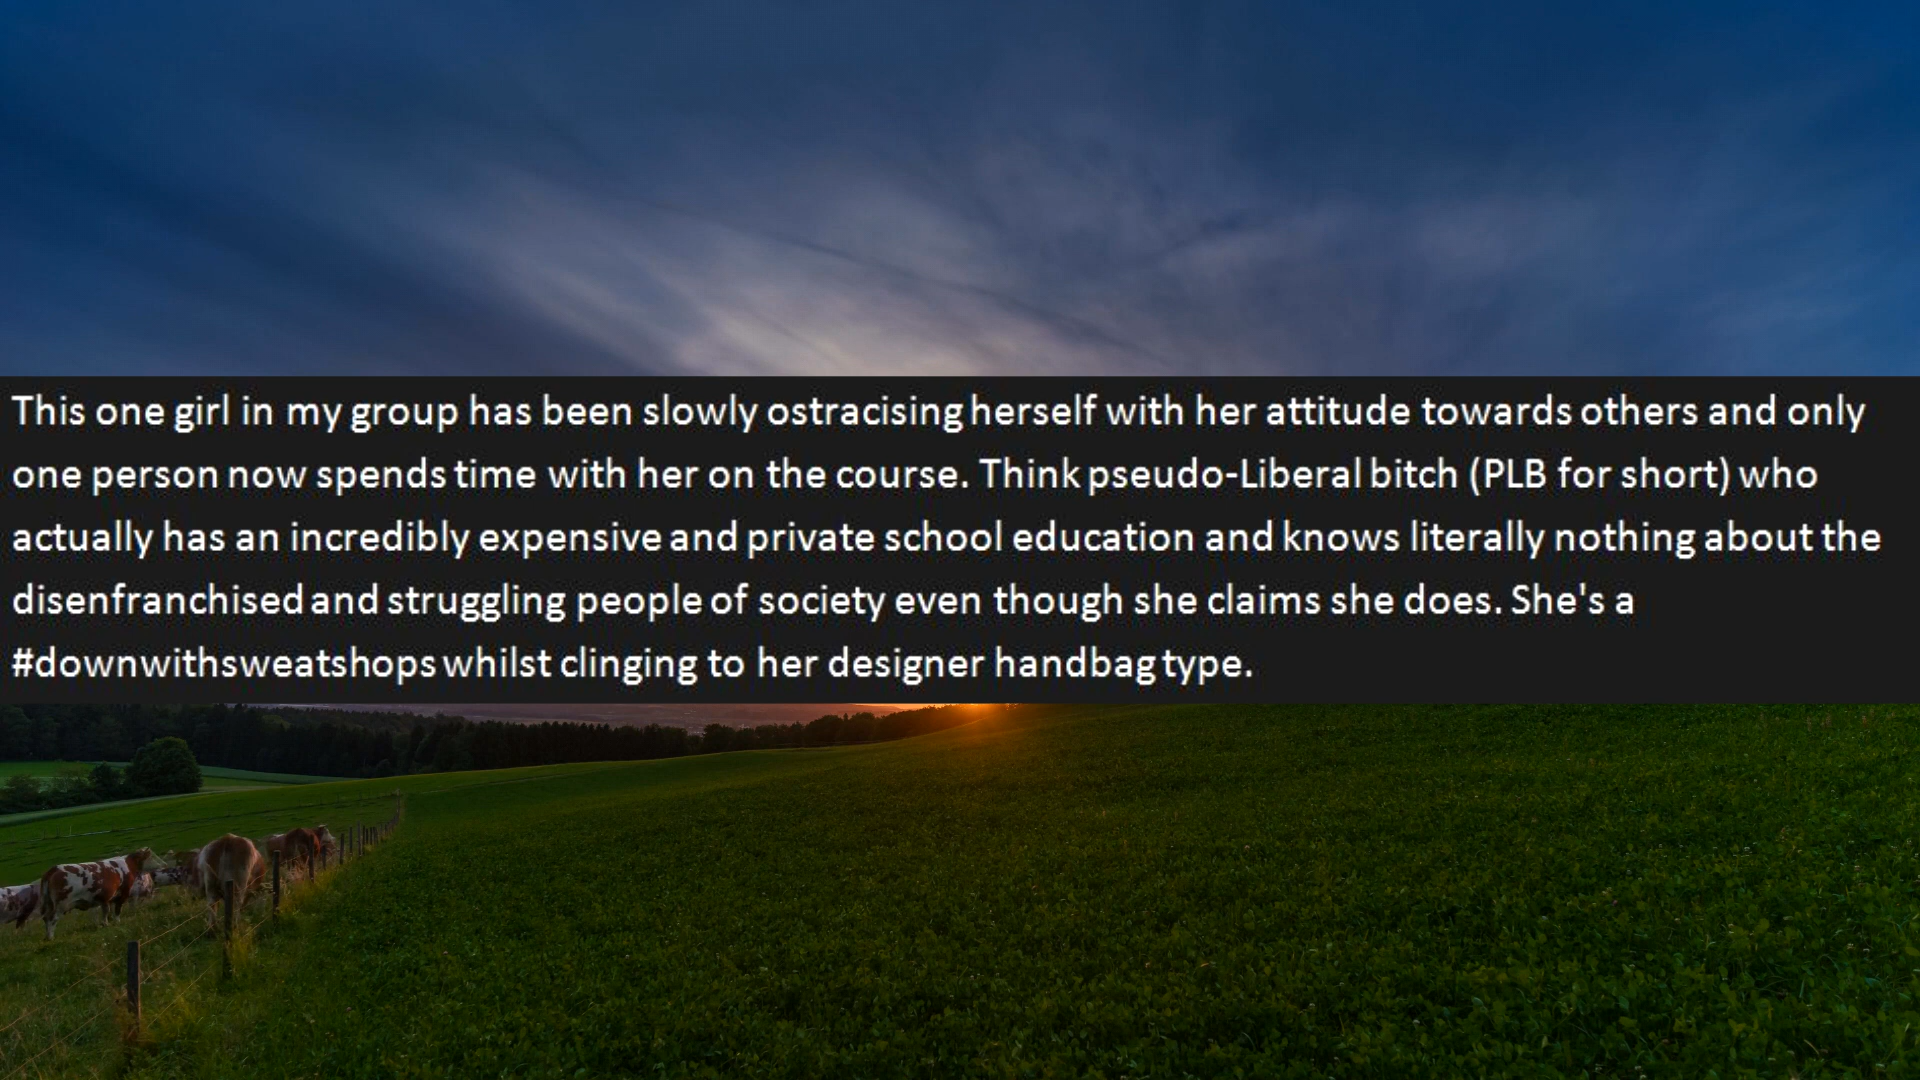 This one girl in my group has been slowly ostracising herself with her attitude towards others and only
one person now spends time with her on the course. Think pseudo-Liberal bitch (PLB for short) who
actually has an incredibly expensive and private school education and knows literally nothing about the
disenfranchised and struggling people of society even though she claims she does. She's a
#downwithsweatshops whilst clinging to her designer handbag type.